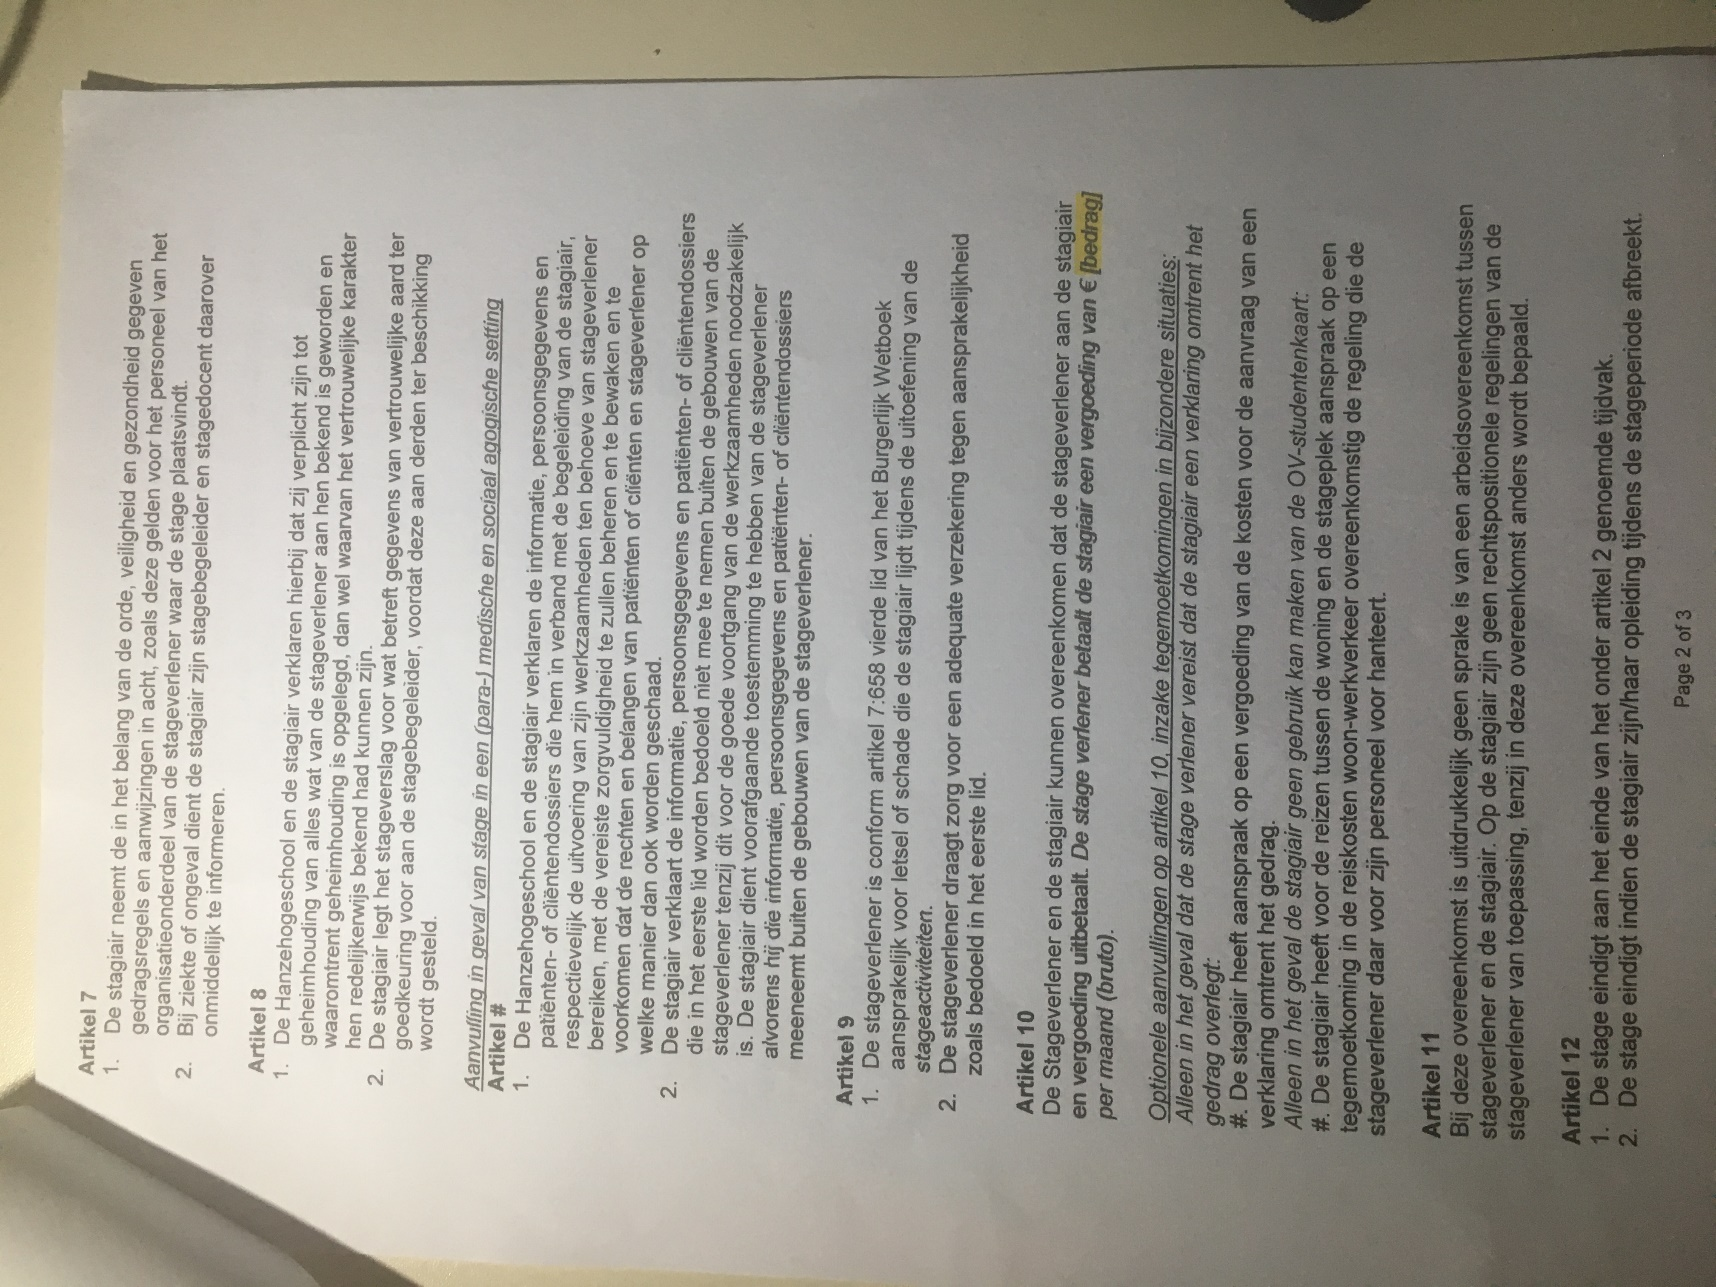 Artikel 7
1. De stagiair neemt de in het belang van de orde, veiligheid en gezondheid gegeven
gedragsregels en aanwijzingen in acht, zoals deze gelden voor het personeel van het
organisatieonderdeel van de stageverlener waar de stage plaatsvindt.
2. Bij ziekte of ongeval dient de stagiair zijn stagebegeleider en stagedocent daarover
onmiddellijk te informeren.
Artikel 8
1. De Hanzehogeschool en de stagiair verklaren hierbij dat zij verplicht zijn tot
geheimhouding van alles wat van de stageverlener aan hen bekend is geworden en
waaromtrent geheimhouding is opgelegd, dan wel waarvan het vertrouwelijke karakter
hen redelijkerwijs bekend had kunnen zijn.
2. De stagiair legt het stageverslag voor wat betreft gegevens van vertrouwelijke aard ter
goedkeuring voor aan de stagebegeleider, voordat deze aan derden ter beschikking
wordt gesteld.
Aanvulling in geval van stage in een (para-) medische en sociaal agogische setting
Artikel #
1. De Hanzehogeschool en de stagiair verklaren de informatie, persoonsgegevens en
patiënten- of cliëntendossiers die hem in verband met de begeleiding van de stagiair,
respectievelijk de uitvoering van zijn werkzaamheden ten behoeve van stageverlener
bereiken, met de vereiste zorgvuldigheid te zullen beheren en te bewaken en te
voorkomen dat de rechten en belangen van patiënten of cliënten en stageverlener op
welke manier dan ook worden geschaad.
2. De stagiair verklaart de informatie, persoonsgegevens en patiënten- of cliëntendossiers
die in het eerste lid worden bedoeld niet mee te nemen buiten de gebouwen van de
stageverlener tenzij dit voor de goede voortgang van de werkzaamheden noodzakelijk
is. De stagiair dient voorafgaande toestemming te hebben van de stageverlener
alvorens hij die informatie, persoonsgegevens en patiënten- of cliëntendossiers
meeneemt buiten de gebouwen van de stageverlener.
Artikel 9
1. De stageverlener is conform artikel 7:658 vierde lid van het Burgerlijk Wetboek
aansprakelijk voor letsel of schade die de stagiair lijdt tijdens de uitoefening van de
stageactiviteiten.
2. De stageverlener draagt zorg voor een adequate verzekering tegen aansprakelijkheid
zoals bedoeld in het eerste lid.
Artikel 10
De Stageverlener en de stagiair kunnen overeenkomen dat de stageverlener aan de stagiair
en vergoeding uitbetaalt. De stage verlener betaalt de stagiair een vergoeding van € [bedrag]
per maand (bruto).
Optionele aanvullingen op artikel 10, inzake tegemoetkomingen in bijzondere situaties:
Alleen in het geval dat de stage verlener vereist dat de stagiair een verklaring omtrent het
gedrag overlegt:
#. De stagiair heeft aanspraak op een vergoeding van de kosten voor de aanvraag van een
verklaring omtrent het gedrag.
Alleen in het geval de stagiair geen gebruik kan maken van de OV-studentenkaart:
#. De stagiair heeft voor de reizen tussen de woning en de stageplek aanspraak op een
tegemoetkoming in de reiskosten woon-werkverkeer overeenkomstig de regeling die de
stageverlener daar voor zijn personeel voor hanteert.
Artikel 11
Bij deze overeenkomst is uitdrukkelijk geen sprake is van een arbeidsovereenkomst tussen
stageverlener en de stagiair. Op de stagiair zijn geen rechtspositionele regelingen van de
stageverlener van toepassing, tenzij in deze overeenkomst anders wordt bepaald.
Artikel 12
1. De stage eindigt aan het einde van het onder artikel 2 genoemde tijdvak.
2. De stage eindigt indien de stagiair zijn/haar opleiding tijdens de stageperiode afbreekt.
Page 2 of 3